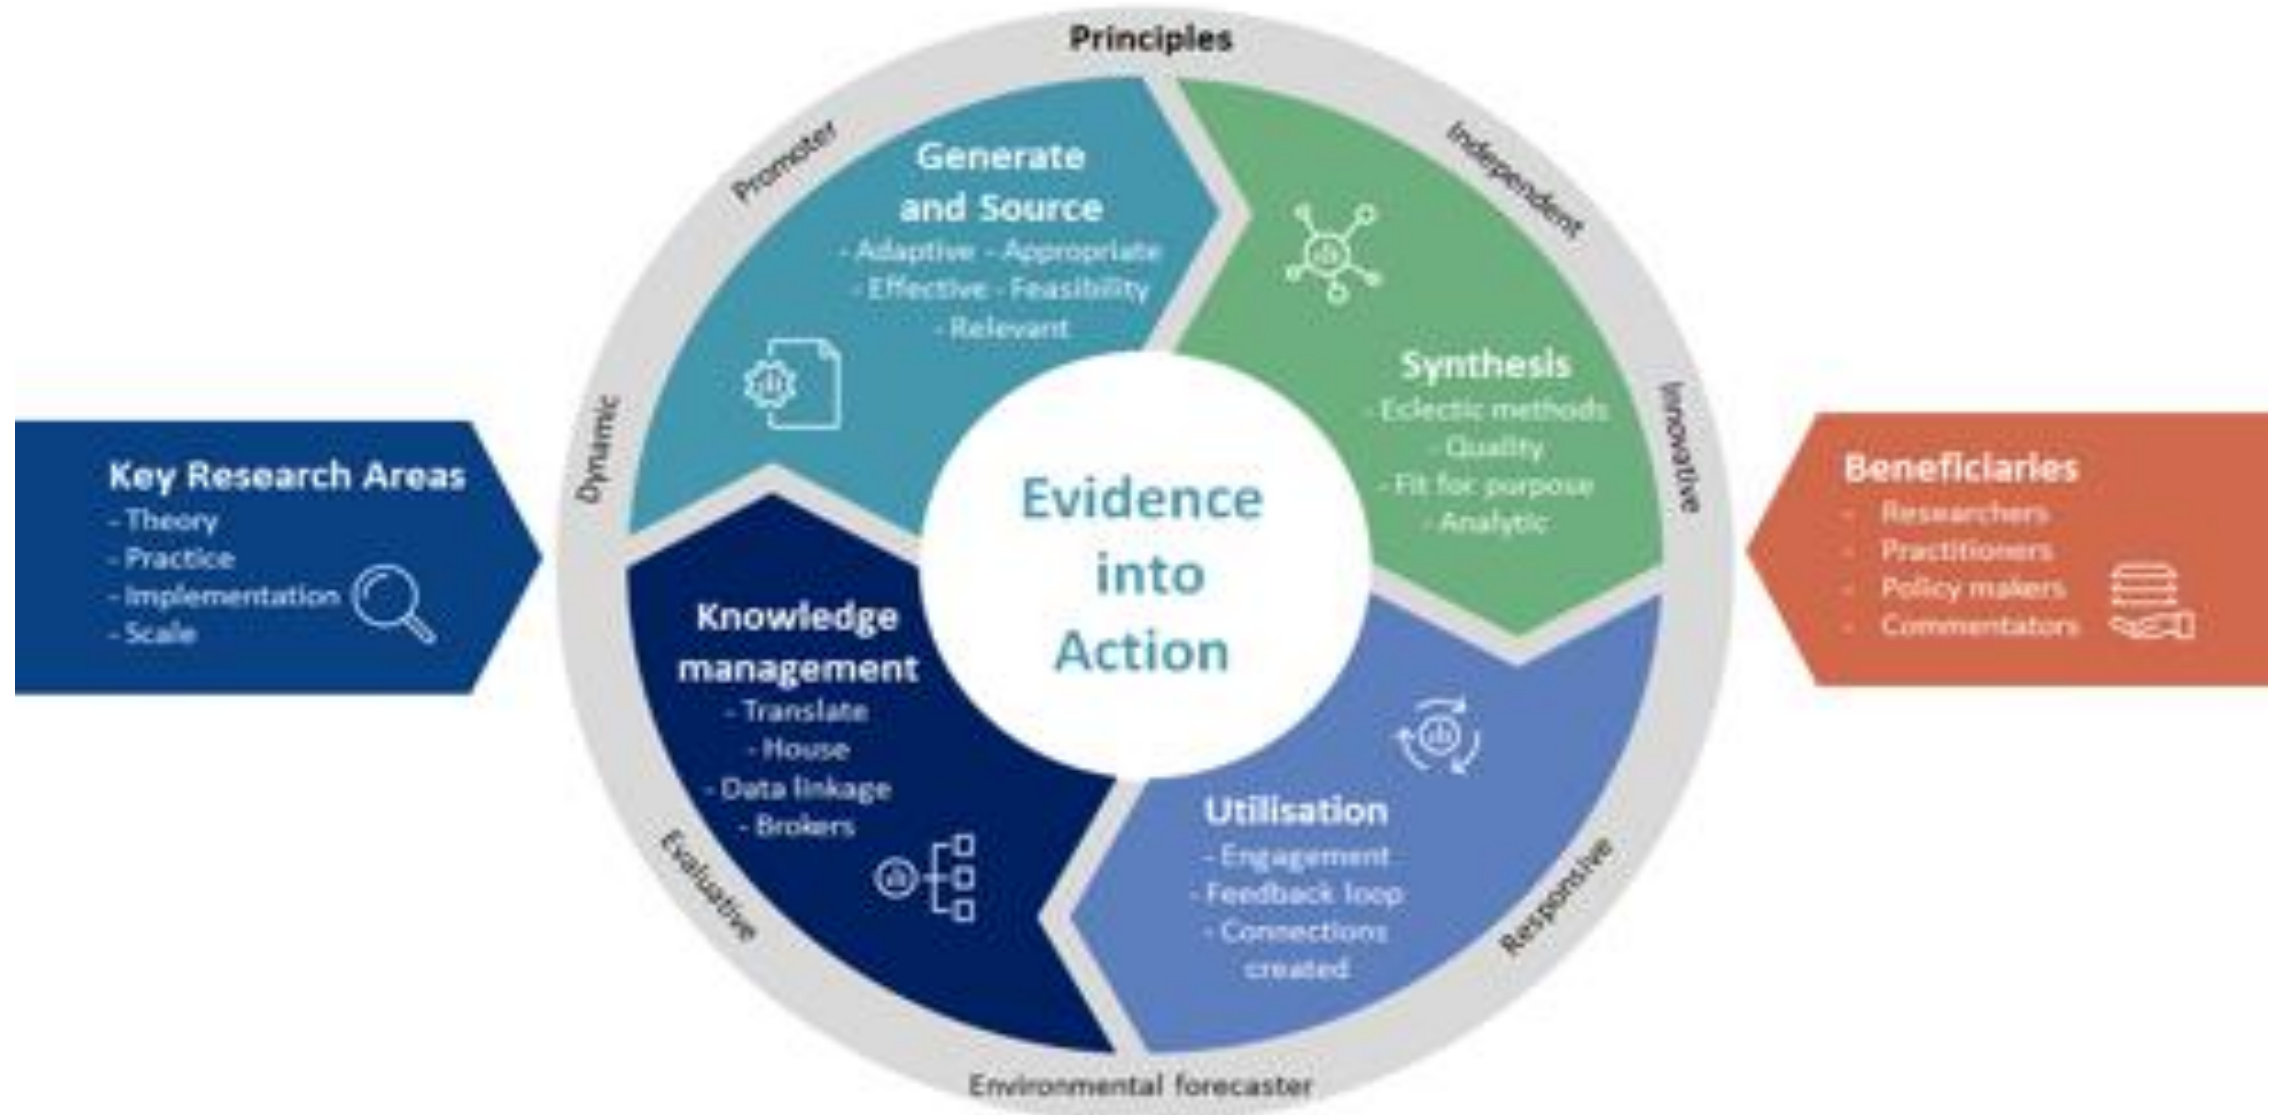 Principles
Promoter
Independent
Dynamic
Innovative
Evaluative
Responsive
Environmental forecaster
Generate
and Source
- Adaptive - Appropriate
- Effective - Feasibility
- Relevant
Synthesis
- Eclectic methods
- Quality
- Fit for purpose
- Analytic
Evidence
into
Action
Key Research Areas
- Theory
- Practice
- Implementation
- Scale
Beneficiaries
- Researchers
- Practitioners
- Policy makers
- Commentators
Knowledge
management
- Translate
- House
- Data linkage
- Brokers
Utilisation
- Engagement
- Feedback loop
- Connections
created